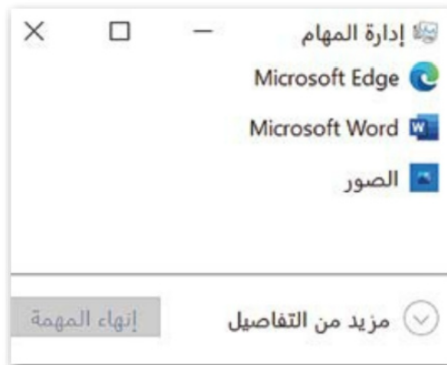 إدارة المهام
Microsoft Edge
Microsoft Word
الصور
مزيد من التفاصيل
إنهاء المهمة